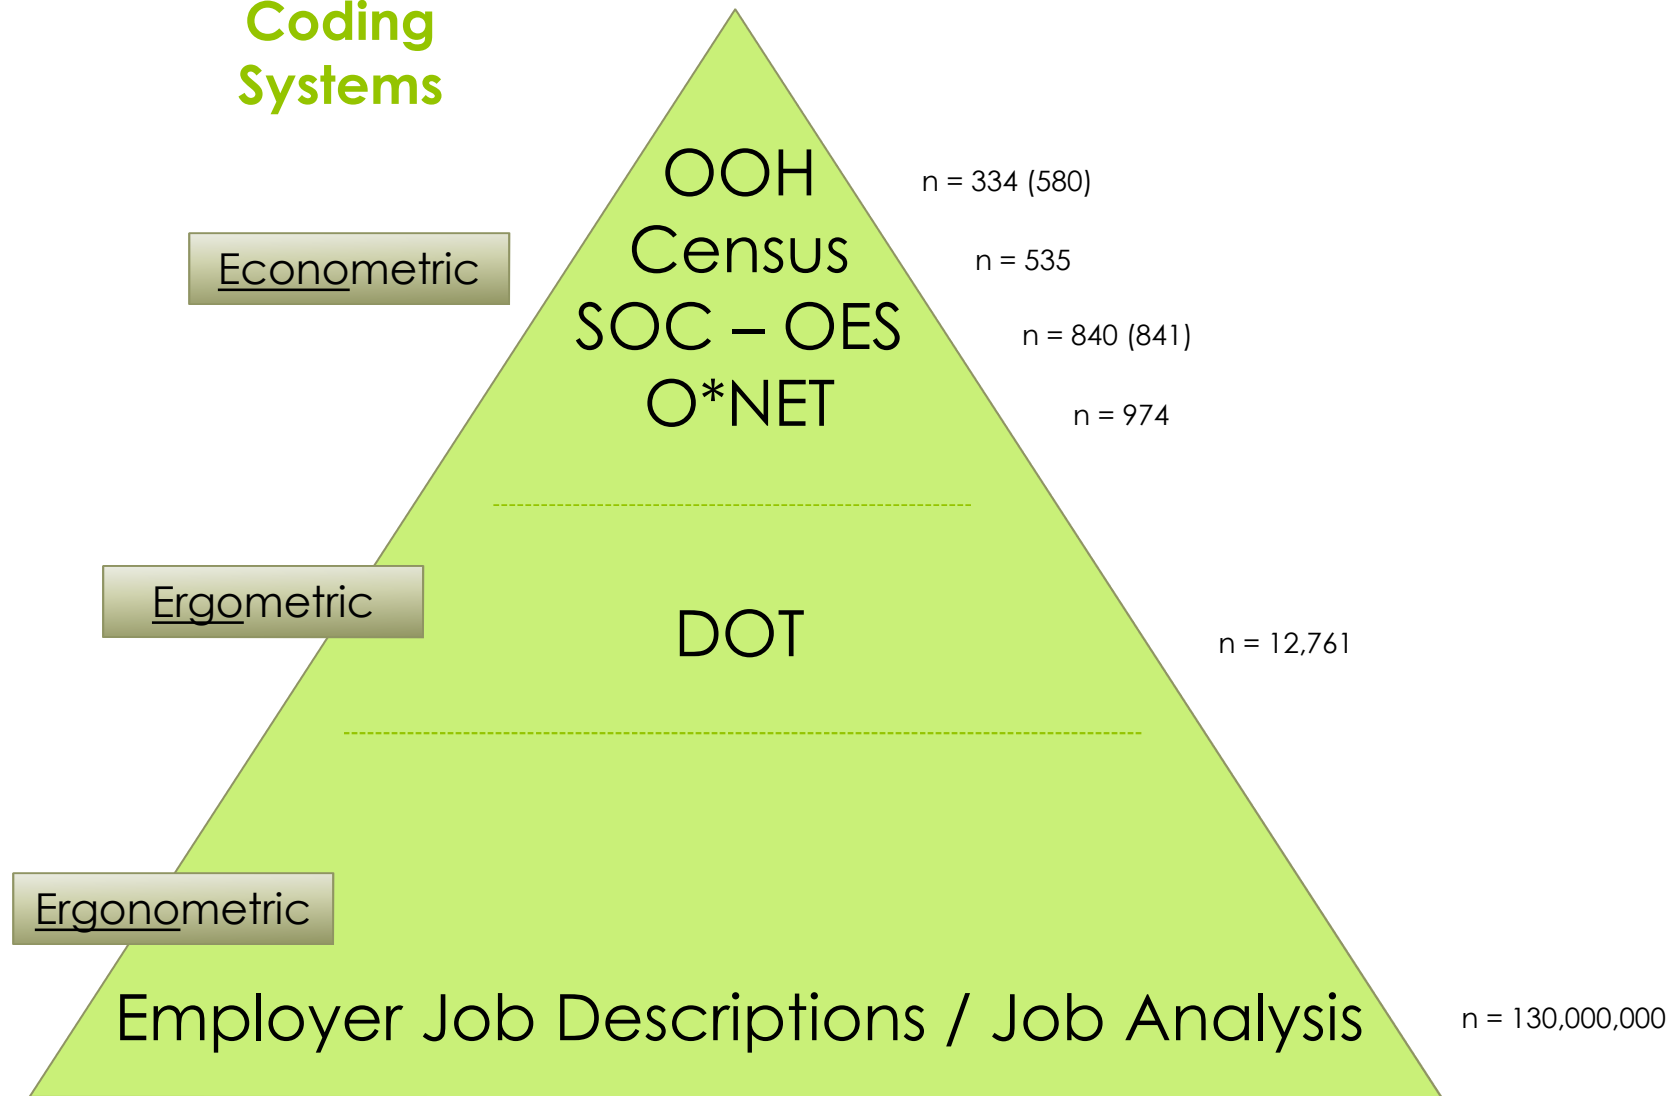 Coding
Systems
OOH
n = 334 (580)
Econometric
Census
n = 535
SOC – OES
n = 840 (841)
O*NET
n = 974
Ergometric
DOT
n = 12,761
Ergonometric
Employer Job Descriptions / Job Analysis
n = 130,000,000